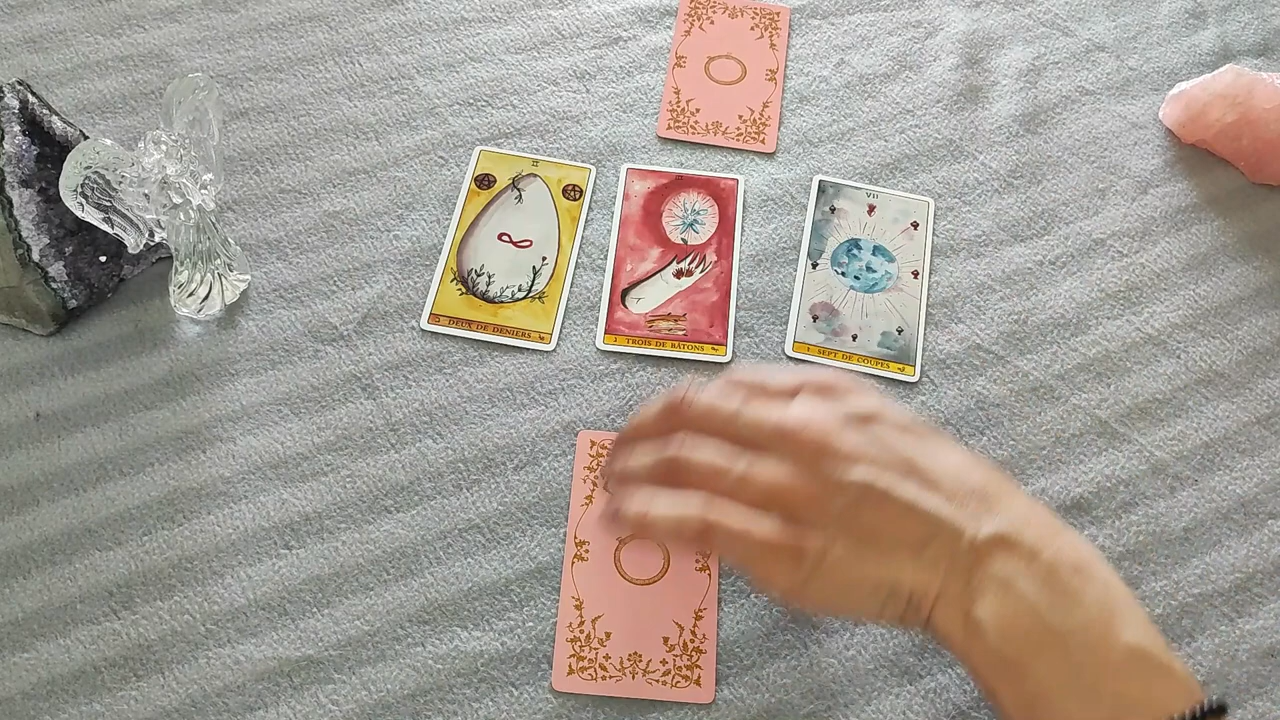 II
DEUX DE DENIERS
III
TROIS DE BÂTONS
VII
SEPT DE COUPES